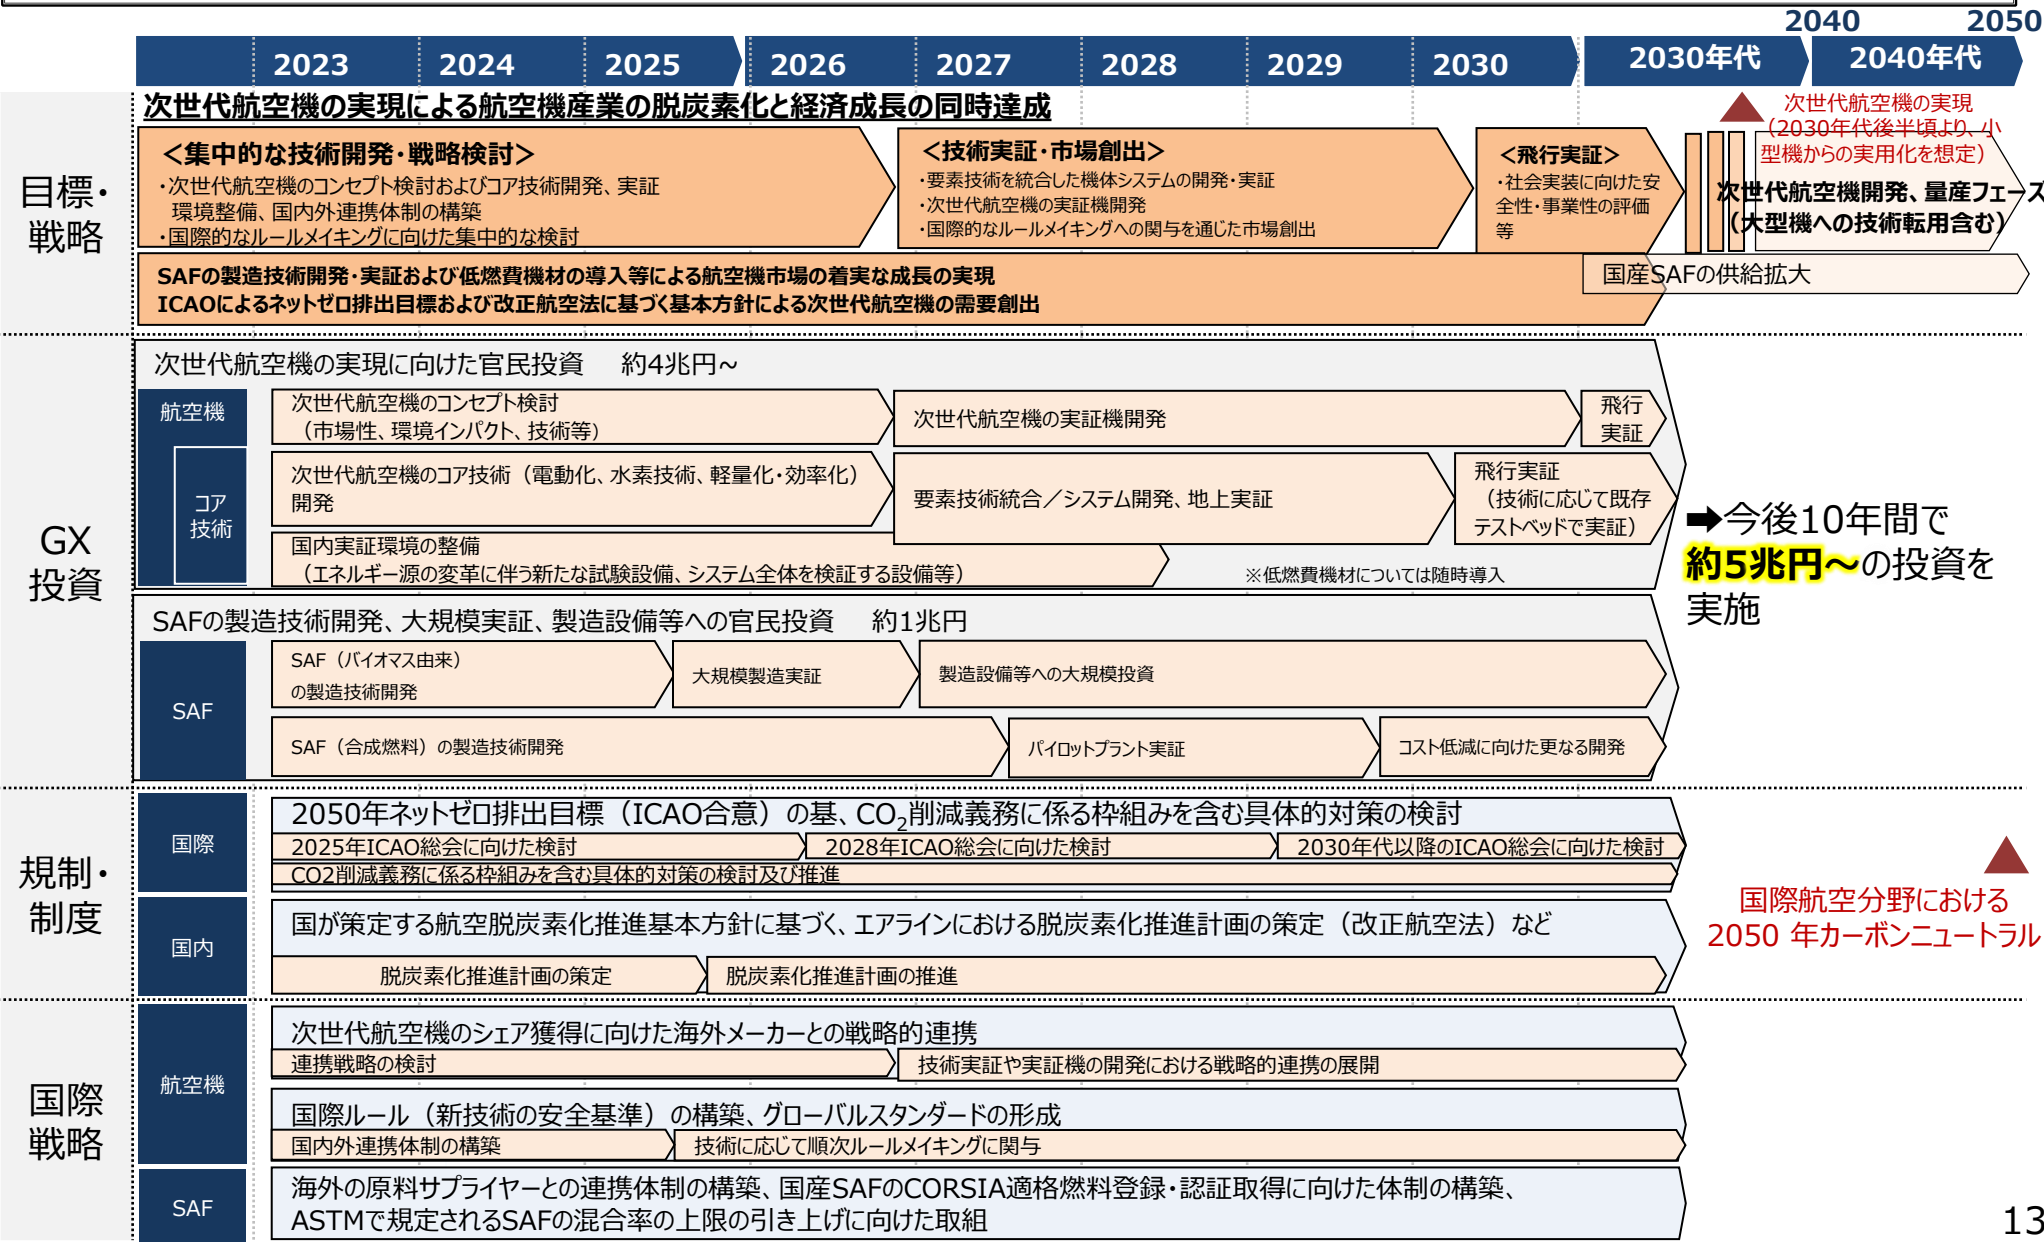 2040 2050
2023 2024 2025 2026 2027 2028 2029 2030 2030年代 2040年代
目標・
戦略
次世代航空機の実現による航空機産業の脱炭素化と経済成長の同時達成
＜集中的な技術開発・戦略検討＞
・次世代航空機のコンセプト検討およびコア技術開発、実証
環境整備、国内外連携体制の構築
・国際的なルールメイキングに向けた集中的な検討
＜技術実証・市場創出＞
・要素技術を統合した機体システムの開発・実証
・次世代航空機の実証機開発
・国際的なルールメイキングへの関与を通じた市場創出
＜飛行実証＞
・社会実装に向けた安
全性・事業性の評価
等
次世代航空機の実現
（2030年代後半頃より、小
型機からの実用化を想定）
次世代航空機開発、量産フェーズ
（大型機への技術転用含む）
SAFの製造技術開発・実証および低燃費機材の導入等による航空機市場の着実な成長の実現
ICAOによるネットゼロ排出目標および改正航空法に基づく基本方針による次世代航空機の需要創出
国産SAFの供給拡大
GX
投資
次世代航空機の実現に向けた官民投資　約4兆円~
航空機
次世代航空機のコンセプト検討
（市場性、環境インパクト、技術等）
次世代航空機の実証機開発
飛行
実証
コア
技術
次世代航空機のコア技術（電動化、水素技術、軽量化・効率化）
開発
要素技術統合／システム開発、地上実証
飛行実証
（技術に応じて既存
テストベッドで実証）
国内実証環境の整備
（エネルギー源の変革に伴う新たな試験設備、システム全体を検証する設備等）
※低燃費機材については随時導入
➡今後10年間で
約5兆円～の投資を
実施
SAFの製造技術開発、大規模実証、製造設備等への官民投資　約1兆円
SAF
SAF（バイオマス由来）
の製造技術開発
大規模製造実証
製造設備等への大規模投資
SAF（合成燃料）の製造技術開発
パイロットプラント実証
コスト低減に向けた更なる開発
規制・
制度
国際
2050年ネットゼロ排出目標（ICAO合意）の基、CO2削減義務に係る枠組みを含む具体的対策の検討
2025年ICAO総会に向けた検討
2028年ICAO総会に向けた検討
2030年代以降のICAO総会に向けた検討
CO2削減義務に係る枠組みを含む具体的対策の検討及び推進
国内
国が策定する航空脱炭素化推進基本方針に基づく、エアラインにおける脱炭素化推進計画の策定（改正航空法）など
脱炭素化推進計画の策定
脱炭素化推進計画の推進
国際航空分野における
2050 年カーボンニュートラル
国際
戦略
航空機
次世代航空機のシェア獲得に向けた海外メーカーとの戦略的連携
連携戦略の検討
技術実証や実証機の開発における戦略的連携の展開
国際ルール（新技術の安全基準）の構築、グローバルスタンダードの形成
国内外連携体制の構築
技術に応じて順次ルールメイキングに関与
SAF
海外の原料サプライヤーとの連携体制の構築、国産SAFのCORSIA適格燃料登録・認証取得に向けた体制の構築、
ASTMで規定されるSAFの混合率の上限の引き上げに向けた取組
13